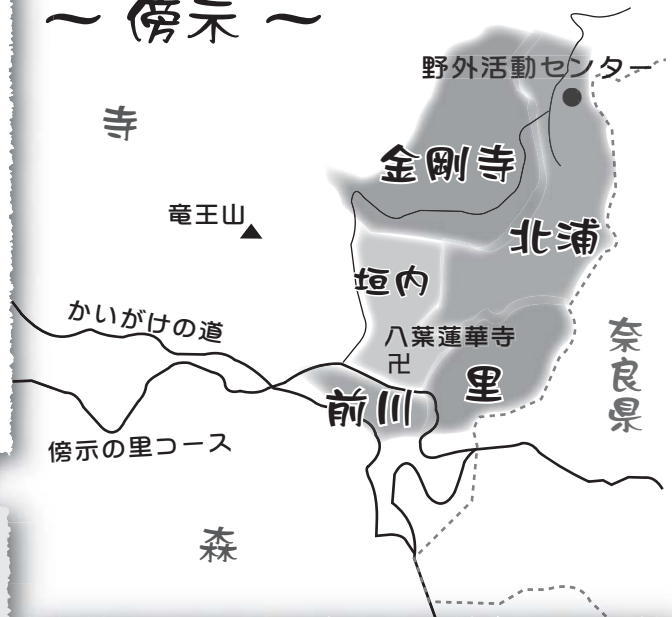 ～ 傍示 ～
野外活動センター
寺
金剛寺
竜王山
北浦
垣内
かいがけの道
八葉蓮華寺
卍
奈良県
里
前川
傍示の里コース
森